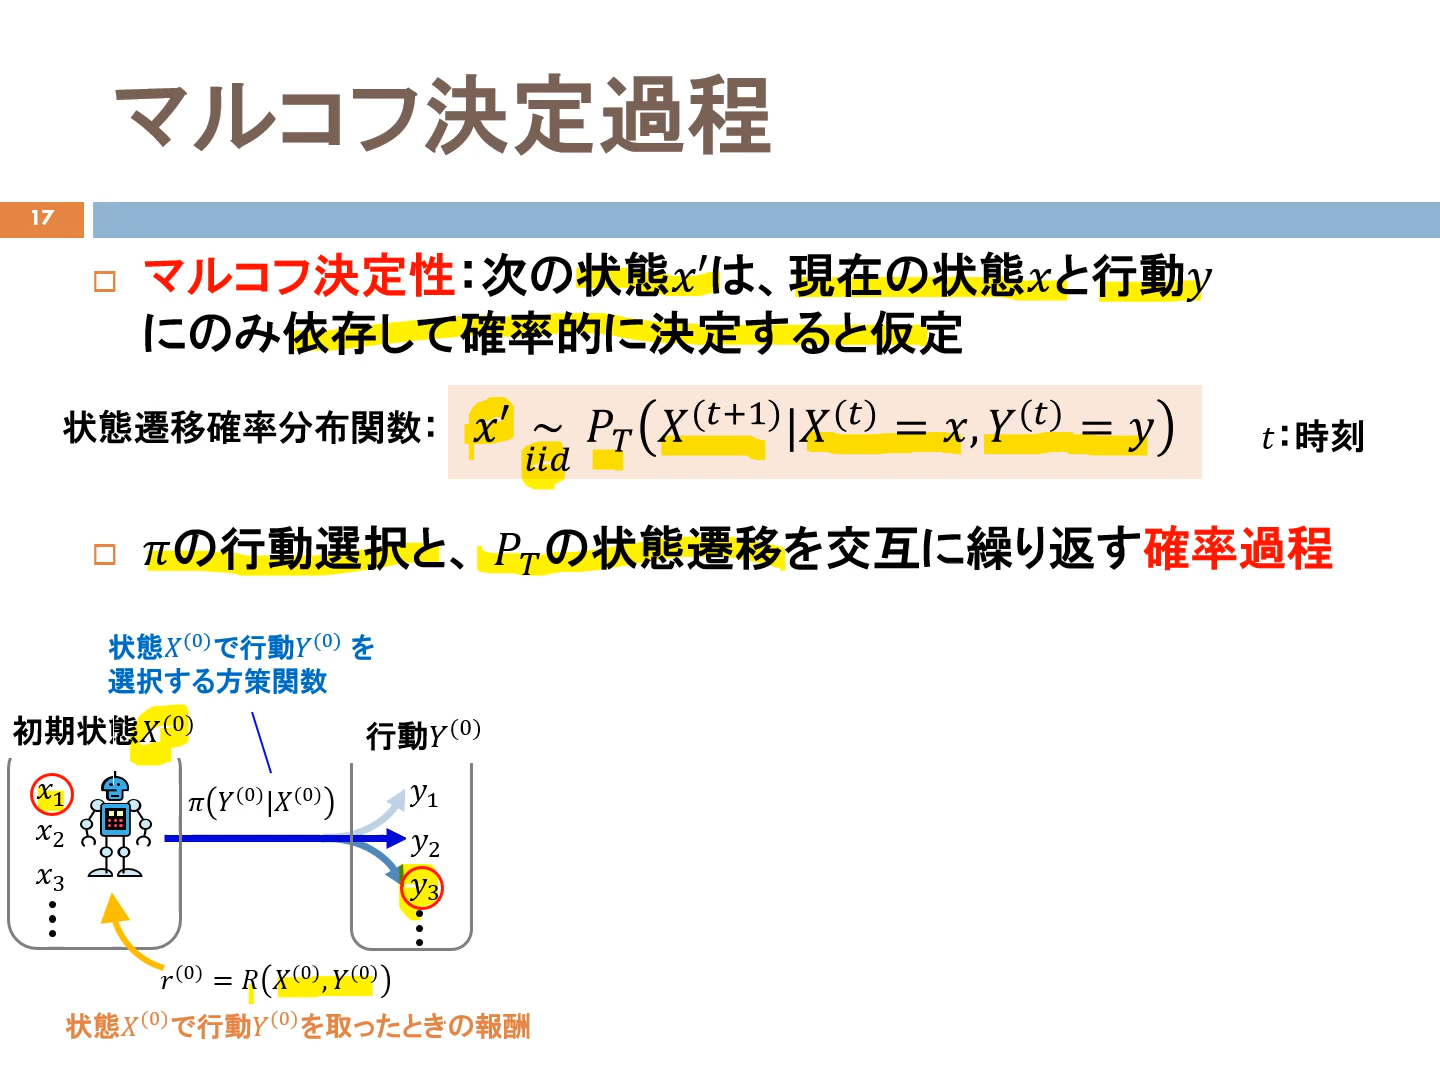 マルコフ決定過程
17
マルコフ決定性：次の状態x′は、現在の状態xと行動y
にのみ依存して確率的に決定すると仮定
状態遷移確率分布関数： x′ ~iid P_T(X^(t+1)|X^(t) = x, Y^(t) = y) t：時刻
πの行動選択と、P_Tの状態遷移を交互に繰り返す確率過程
状態X^(0)で行動Y^(0) を
選択する方策関数
初期状態X^(0)
行動Y^(0)
x_1
x_2
x_3
π(Y^(0)|X^(0))
y_1
y_2
y_3
r^(0) = R(X^(0), Y^(0))
状態X^(0)で行動Y^(0)を取ったときの報酬